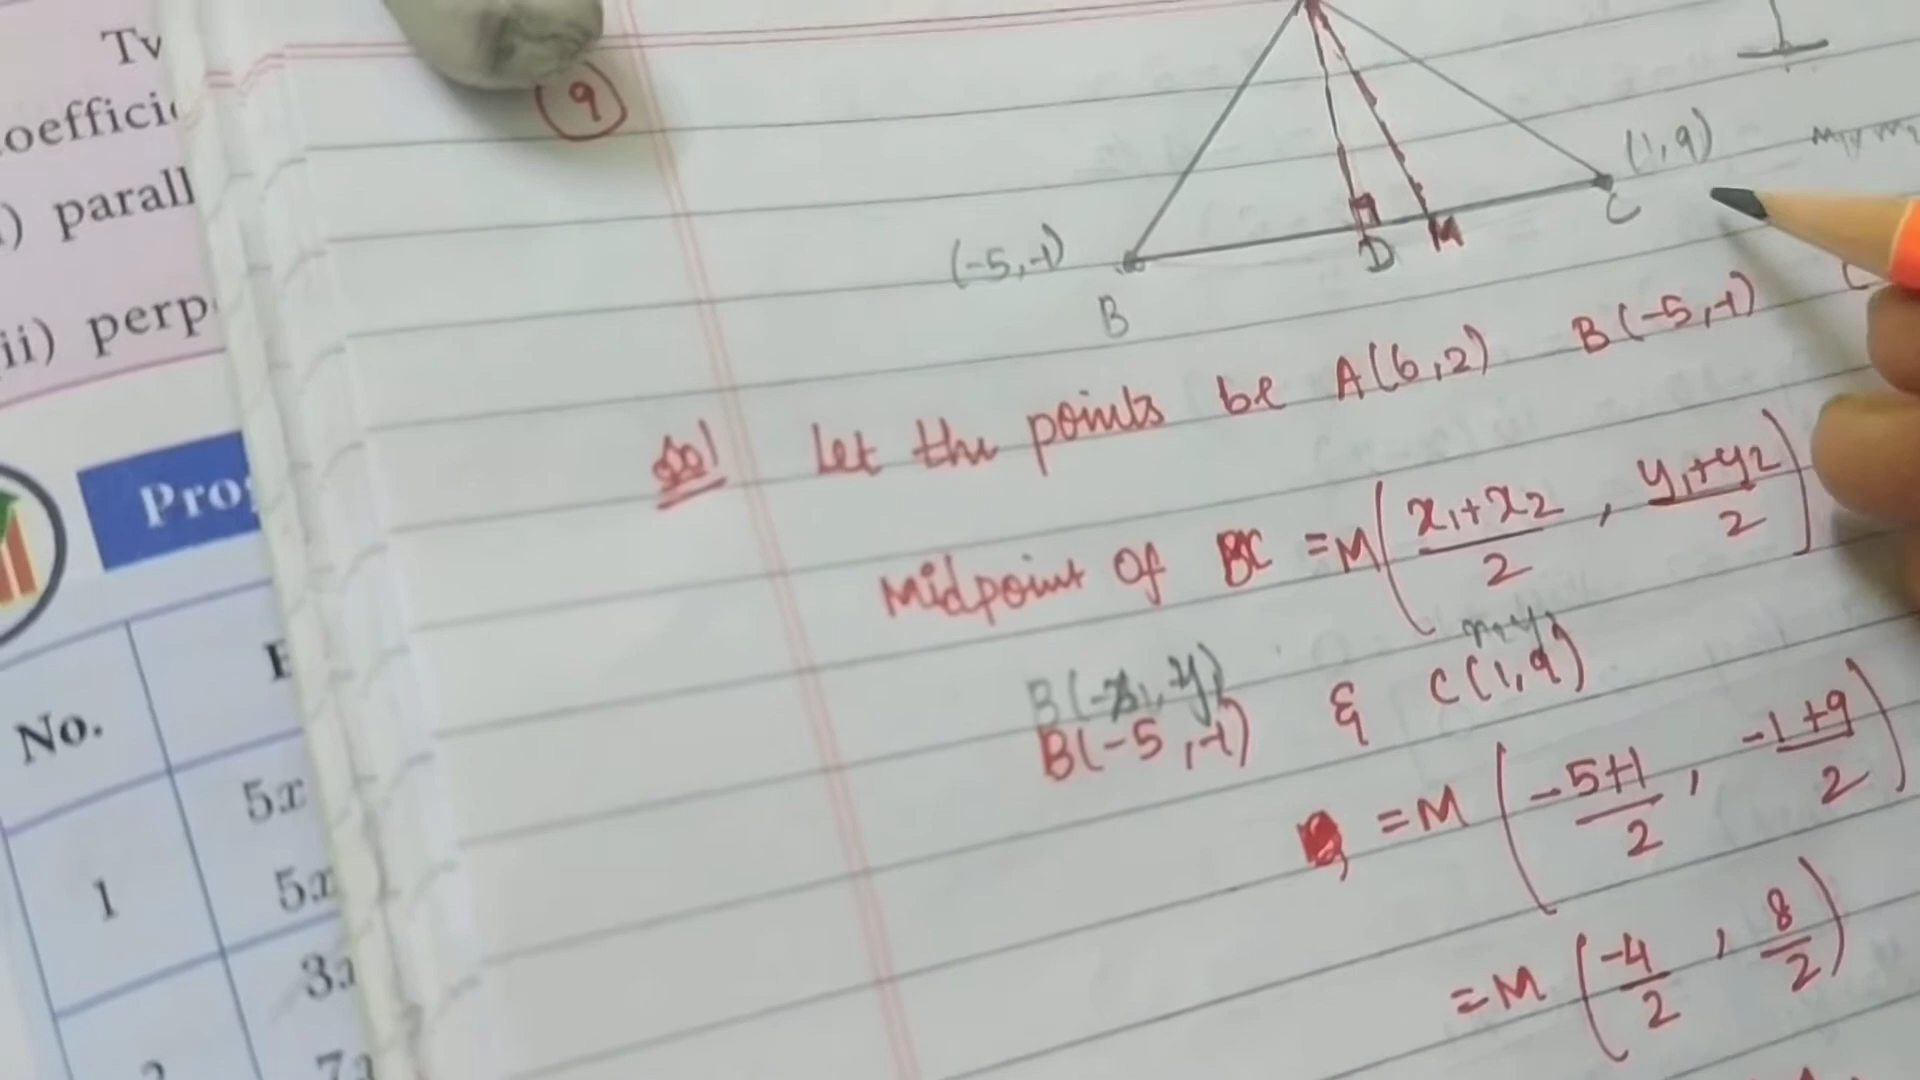 Tv
oefficie
i) parall
ii) perp
Pro
No.
E
1
5x
5x
3x
(9)
(1,9)
C
(-5,-1)
B
D M
Sol Let the points be A(6,2) B(-5,-1)
Midpoint of BC = M( x₁+x₂ / 2 , y₁+y₂ / 2 )
B(-5,-1) & C(1,9)
= M ( -5+1 / 2 , -1+9 / 2 )
= M ( -4 / 2 , 8 / 2 )